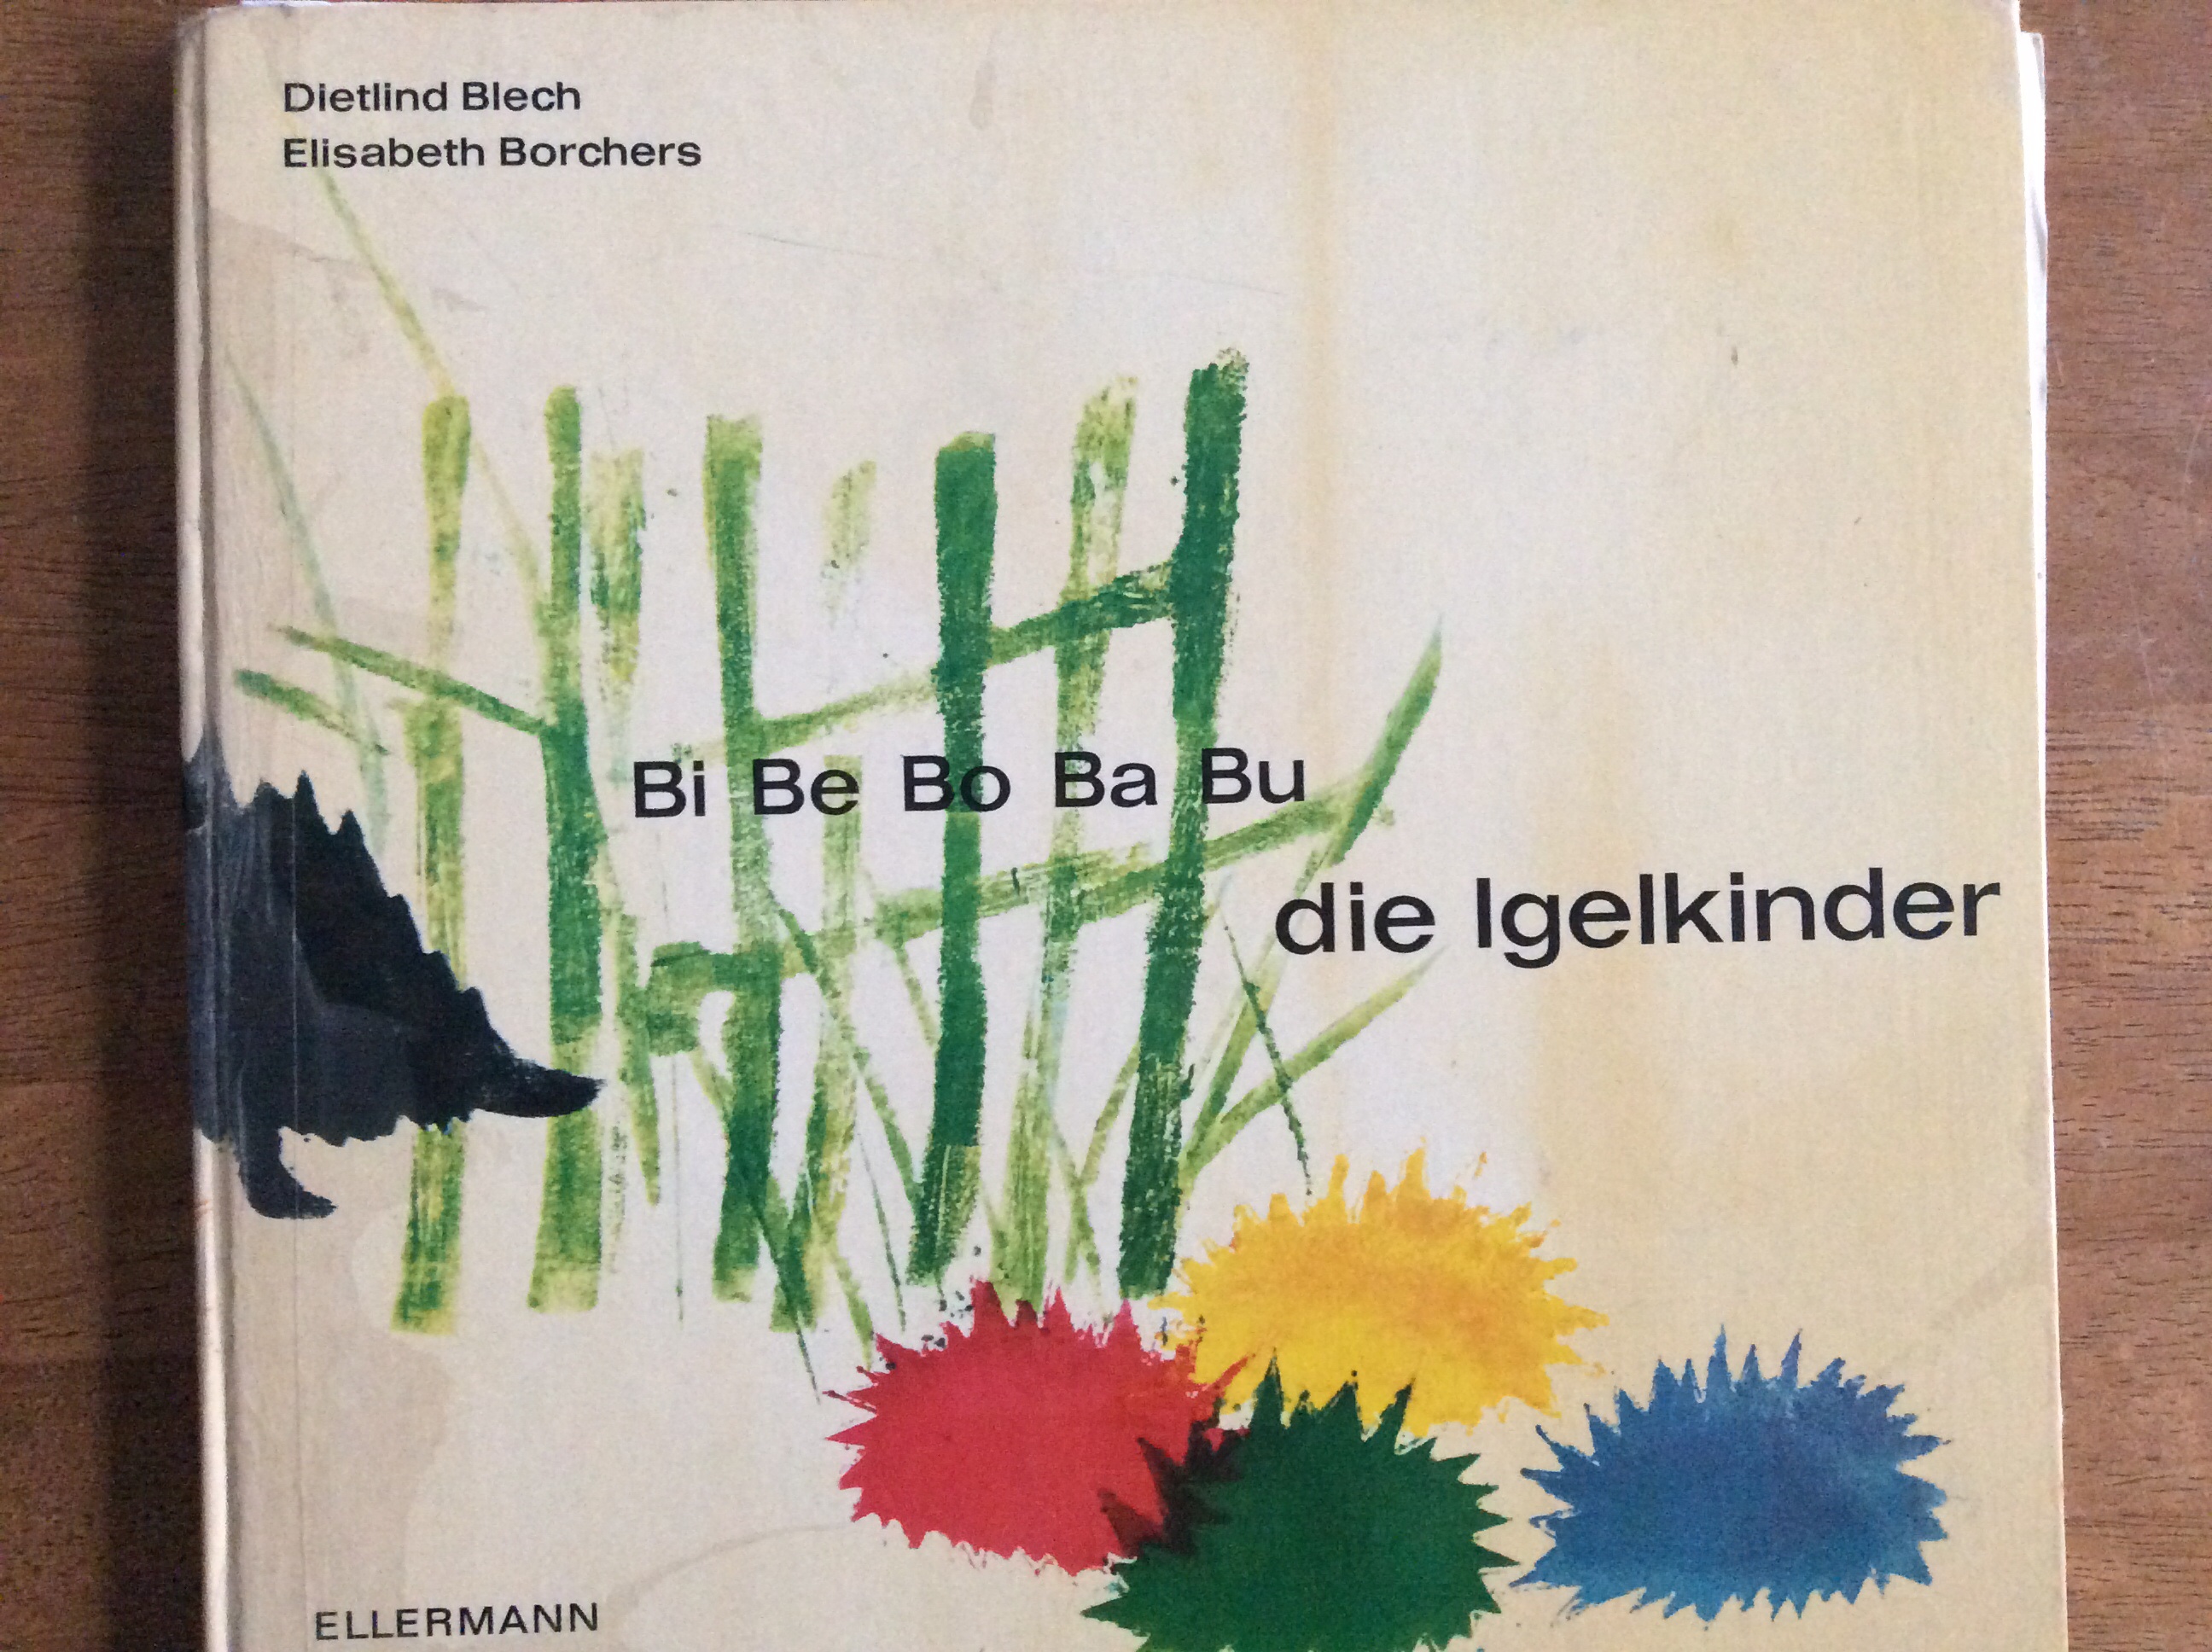 Dietlind Blech
Elisabeth Borchers
Bi Be Bo Ba Bu
die Igelkinder
ELLERMANN